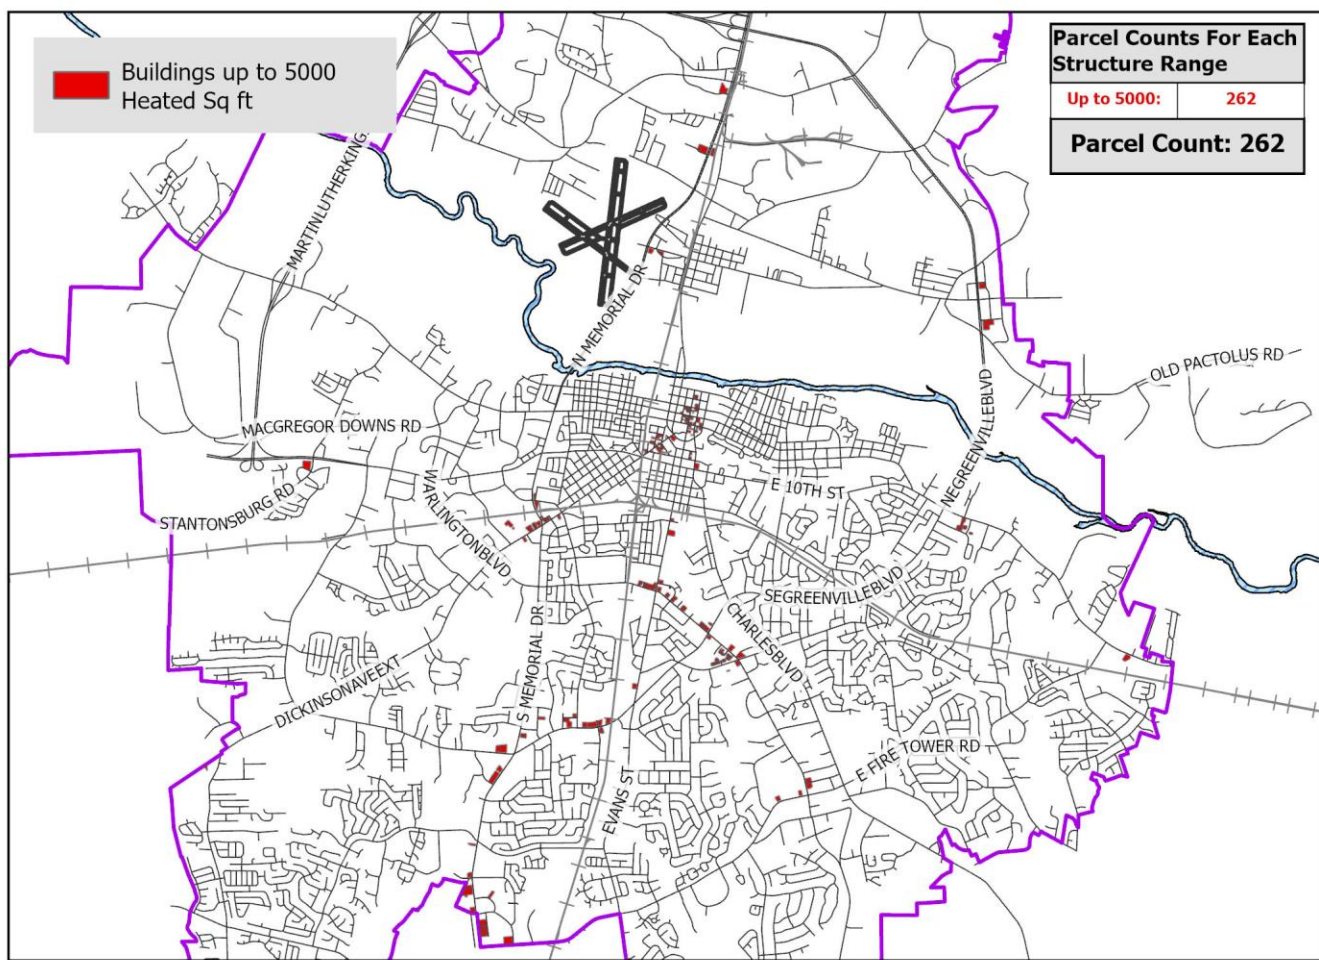 Buildings up to 5000
Heated Sq ft
Parcel Counts For Each
Structure Range
Up to 5000: 262
Parcel Count: 262
MARTINLUTHERKING
N MEMORIAL DR
OLD PACTOLUS RD
MACGREGOR DOWNS RD
NEGREENVILLEBLVD
STANTONSBURG RD
WARLINGTONBLVD
E 10TH ST
SEGREENVILLEBLVD
CHARLESBLVD
DICKINSONAVEEXT
S MEMORIAL DR
E FIRE TOWER RD
EVANS ST